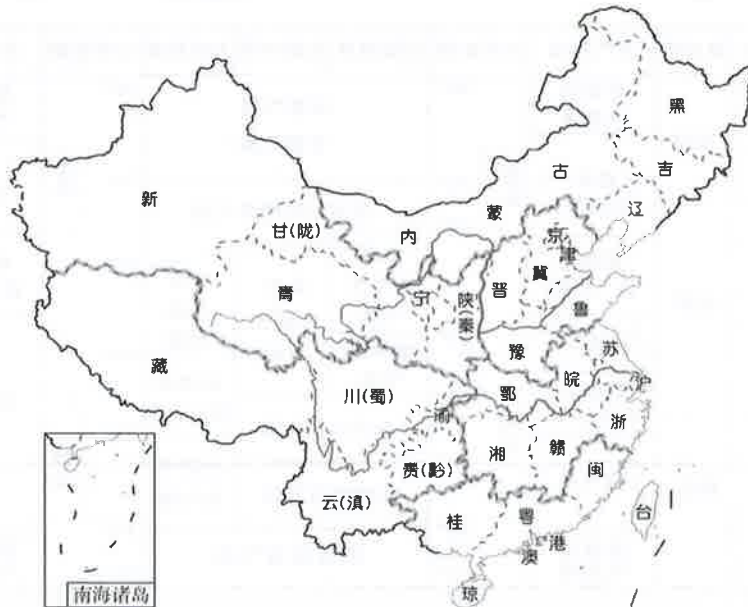 黑
吉
辽
古
蒙
内
新
甘(陇)
青
宁
陕(秦)
晋
京
津
冀
鲁
藏
豫
苏
皖
沪
川(蜀)
渝
鄂
浙
湘
赣
闽
贵(黔)
云(滇)
桂
粤
港
澳
台
琼
南海诸岛